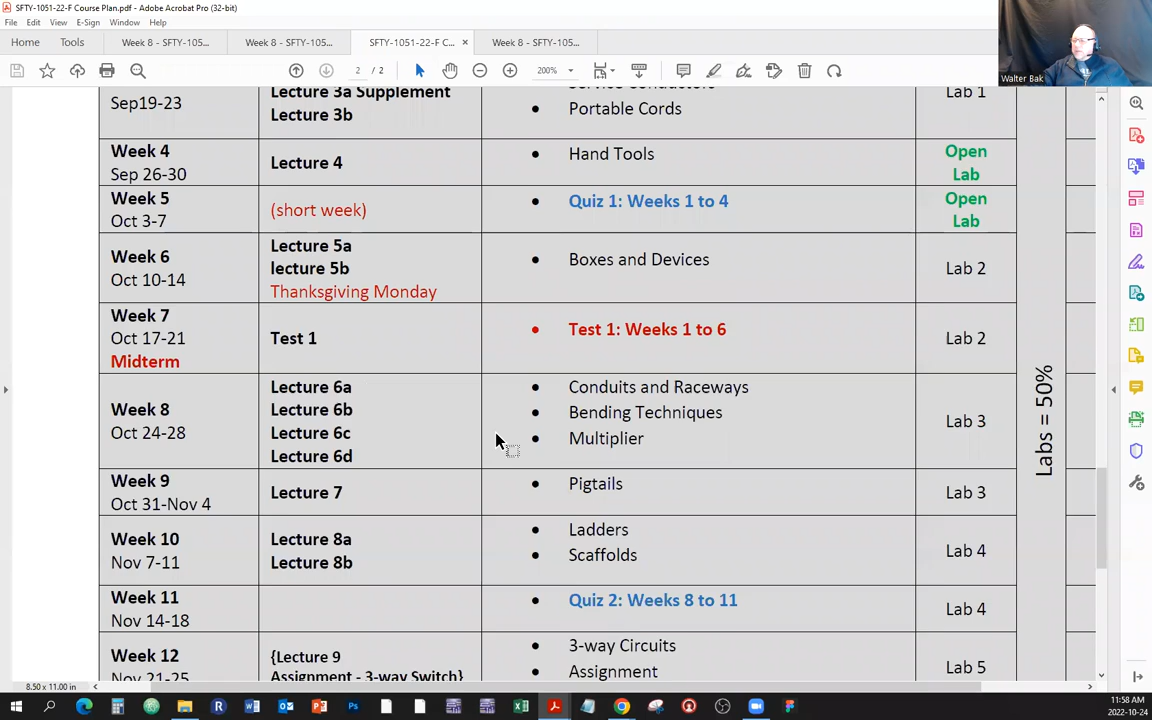 SFTY-1051-22-F Course Plan.pdf - Adobe Acrobat Pro (32-bit)
File Edit View E-Sign Window Help
Home Tools Week 8 - SFTY-105... Week 8 - SFTY-105... SFTY-1051-22-F C... × Week 8 - SFTY-105...
2 / 2 200%
Walter Bak
Lecture 3a Supplement
Sep19-23 Lab 1
Lecture 3b • Portable Cords
Week 4
Sep 26-30
Lecture 4
• Hand Tools
Open
Lab
Week 5
Oct 3-7
(short week)
• Quiz 1: Weeks 1 to 4
Open
Lab
Week 6
Oct 10-14
Lecture 5a
lecture 5b
Thanksgiving Monday
• Boxes and Devices
Lab 2
Week 7
Oct 17-21
Midterm
Test 1
• Test 1: Weeks 1 to 6
Lab 2
Week 8
Oct 24-28
Lecture 6a
Lecture 6b
Lecture 6c
Lecture 6d
• Conduits and Raceways
• Bending Techniques
• Multiplier
Lab 3
Labs = 50%
Week 9
Oct 31-Nov 4
Lecture 7
• Pigtails
Lab 3
Week 10
Nov 7-11
Lecture 8a
Lecture 8b
• Ladders
• Scaffolds
Lab 4
Week 11
Nov 14-18
• Quiz 2: Weeks 8 to 11
Lab 4
Week 12
Nov 21-25
{Lecture 9
Assignment - 3-way Switch}
• 3-way Circuits
• Assignment
Lab 5
8.50 x 11.00 in
11:58 AM
2022-10-24